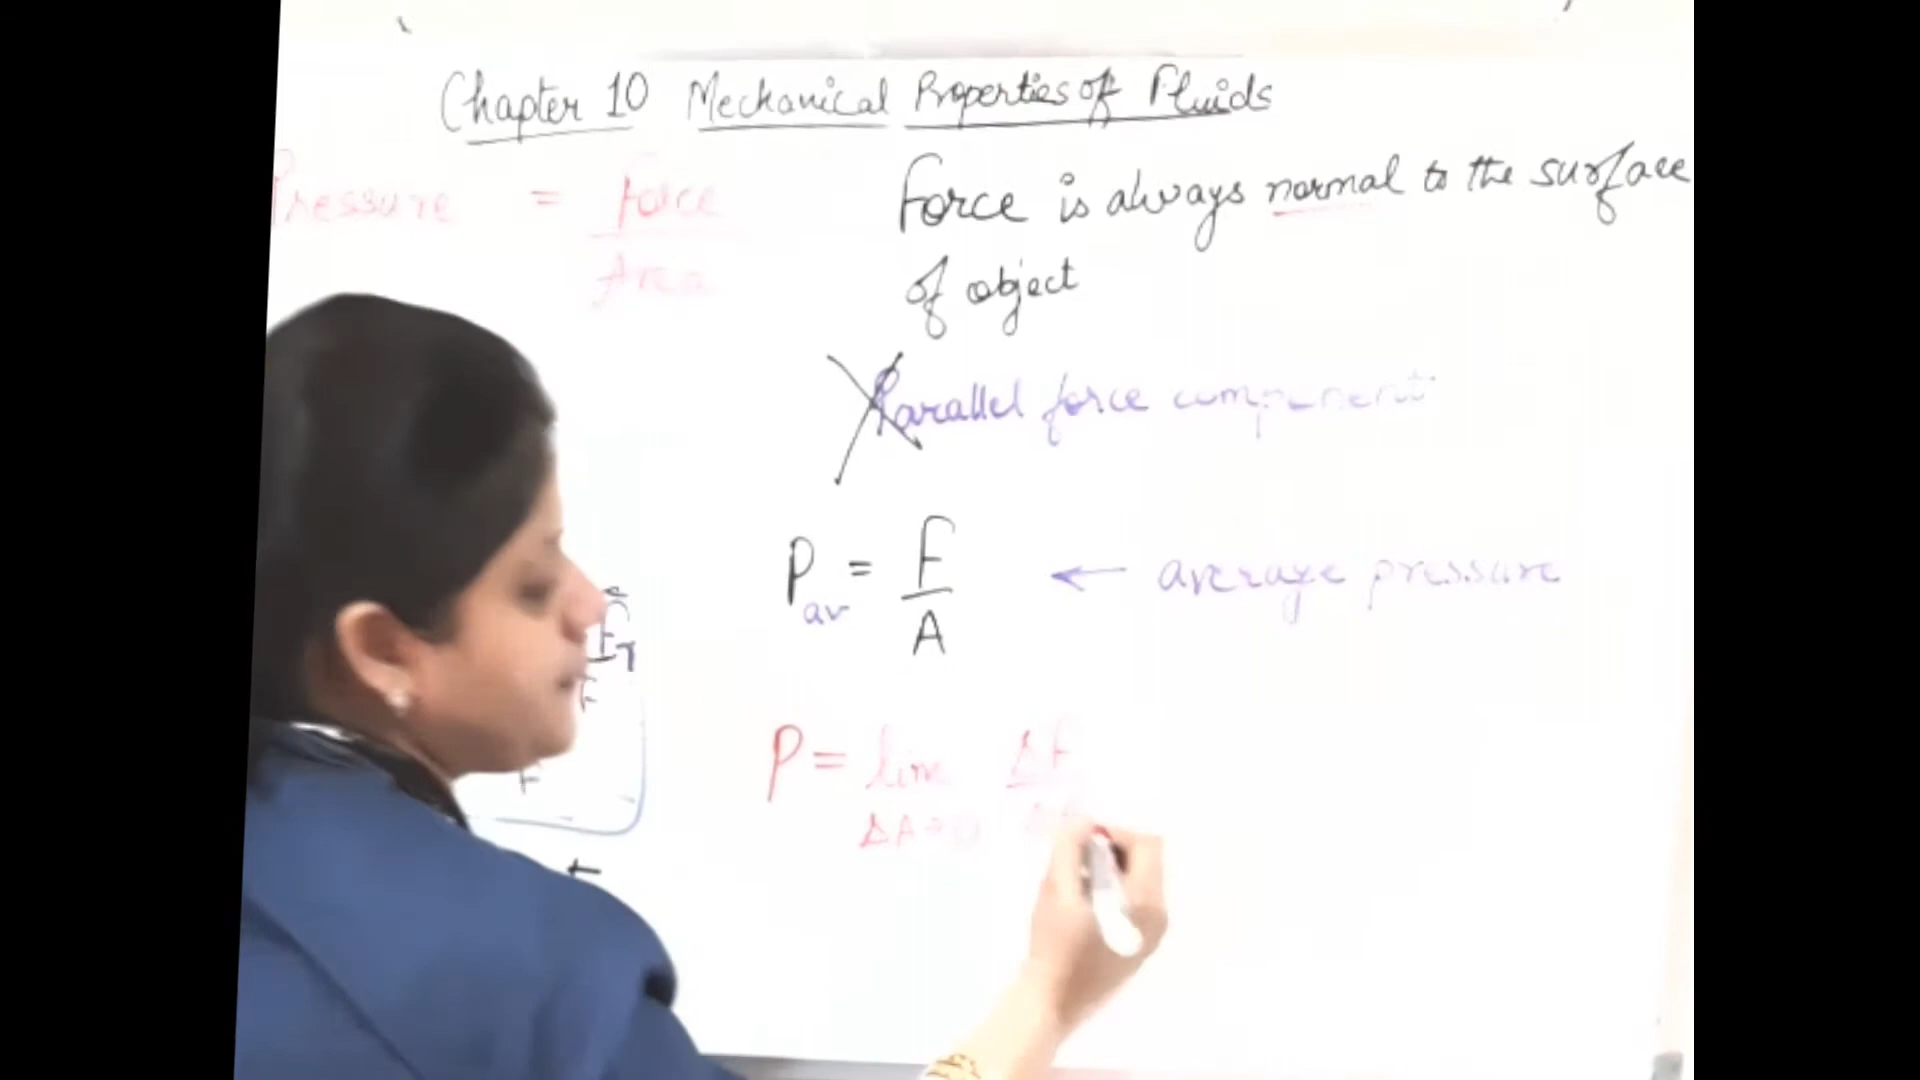 Chapter 10 Mechanical Properties of Fluids
Pressure = Force
Area
Force is always normal to the surface
of object
Parallel force component
P av = F
A
← average pressure
F
F
P = lim ΔF
ΔA→0